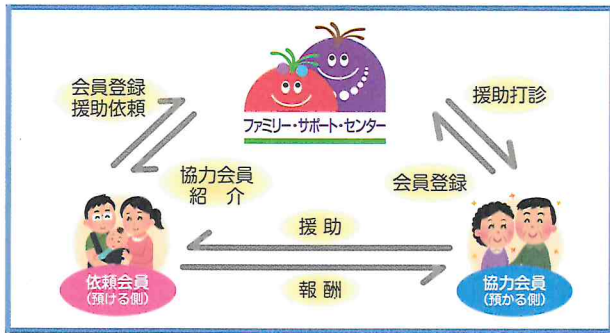 会員登録
援助依頼
ファミリー・サポート・センター
援助打診
協力会員
紹　介
会員登録
援 助
依頼会員
(預ける側)
報 酬
協力会員
(預かる側)